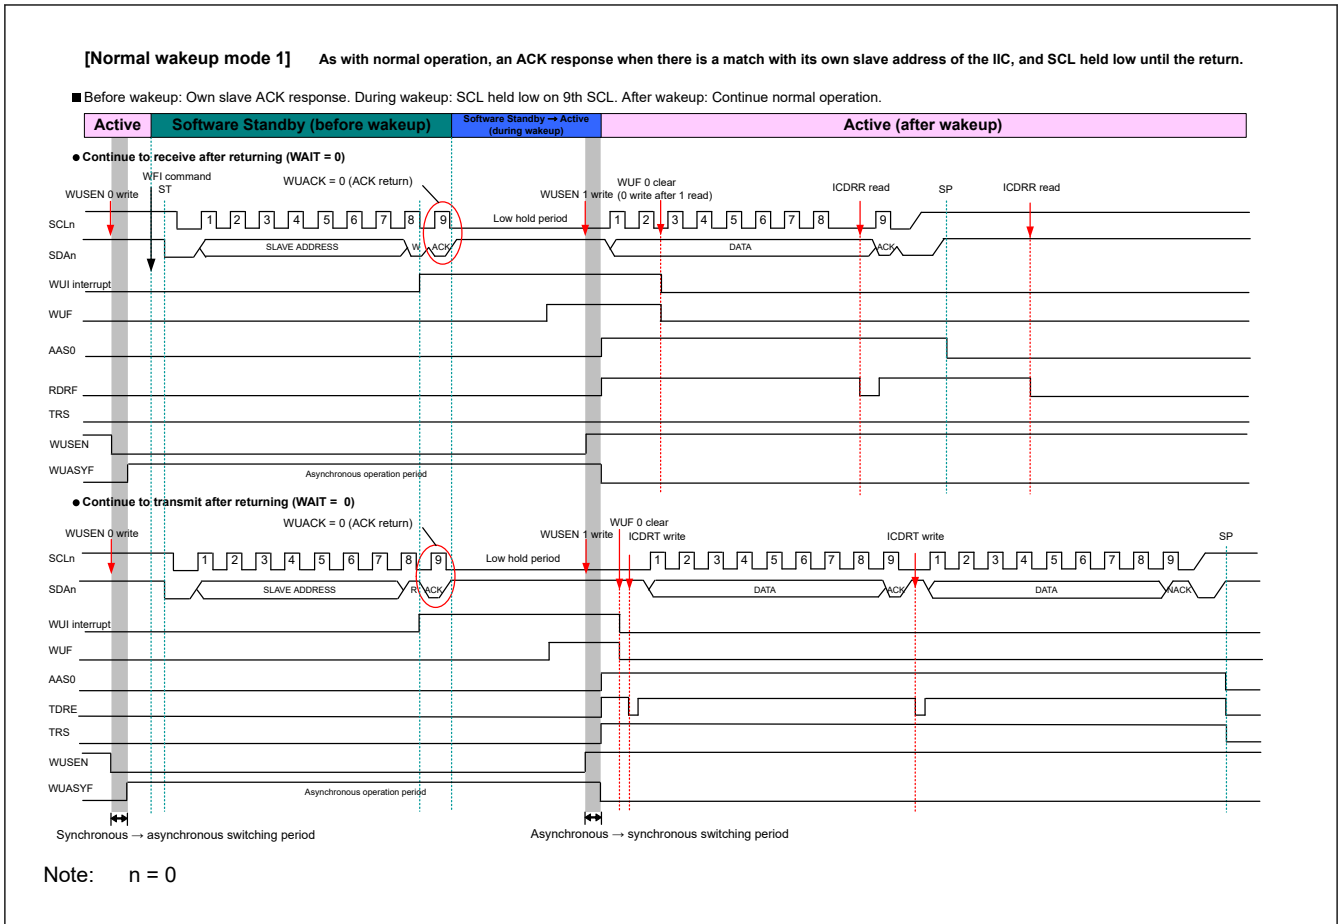 [Normal wakeup mode 1] As with normal operation, an ACK response when there is a match with its own slave address of the IIC, and SCL held low until the return.
■ Before wakeup: Own slave ACK response. During wakeup: SCL held low on 9th SCL. After wakeup: Continue normal operation.
Active Software Standby (before wakeup) Software Standby → Active (during wakeup) Active (after wakeup)
● Continue to receive after returning (WAIT = 0)
WFI command
WUSEN 0 write ST WUACK = 0 (ACK return) WUSEN 1 write WUF 0 clear (0 write after 1 read) ICDRR read SP ICDRR read
SCLn 1 2 3 4 5 6 7 8 9 Low hold period 1 2 3 4 5 6 7 8 9
SDAn SLAVE ADDRESS W ACK DATA ACK
WUI interrupt
WUF
AAS0
RDRF
TRS
WUSEN
WUASYF Asynchronous operation period
● Continue to transmit after returning (WAIT = 0)
WUSEN 0 write WUACK = 0 (ACK return) WUSEN 1 write WUF 0 clear ICDRT write ICDRT write SP
SCLn 1 2 3 4 5 6 7 8 9 Low hold period 1 2 3 4 5 6 7 8 9 1 2 3 4 5 6 7 8 9
SDAn SLAVE ADDRESS R ACK DATA ACK DATA NACK
WUI interrupt
WUF
AAS0
TDRE
TRS
WUSEN
WUASYF Asynchronous operation period
Synchronous → asynchronous switching period Asynchronous → synchronous switching period
Note: n = 0